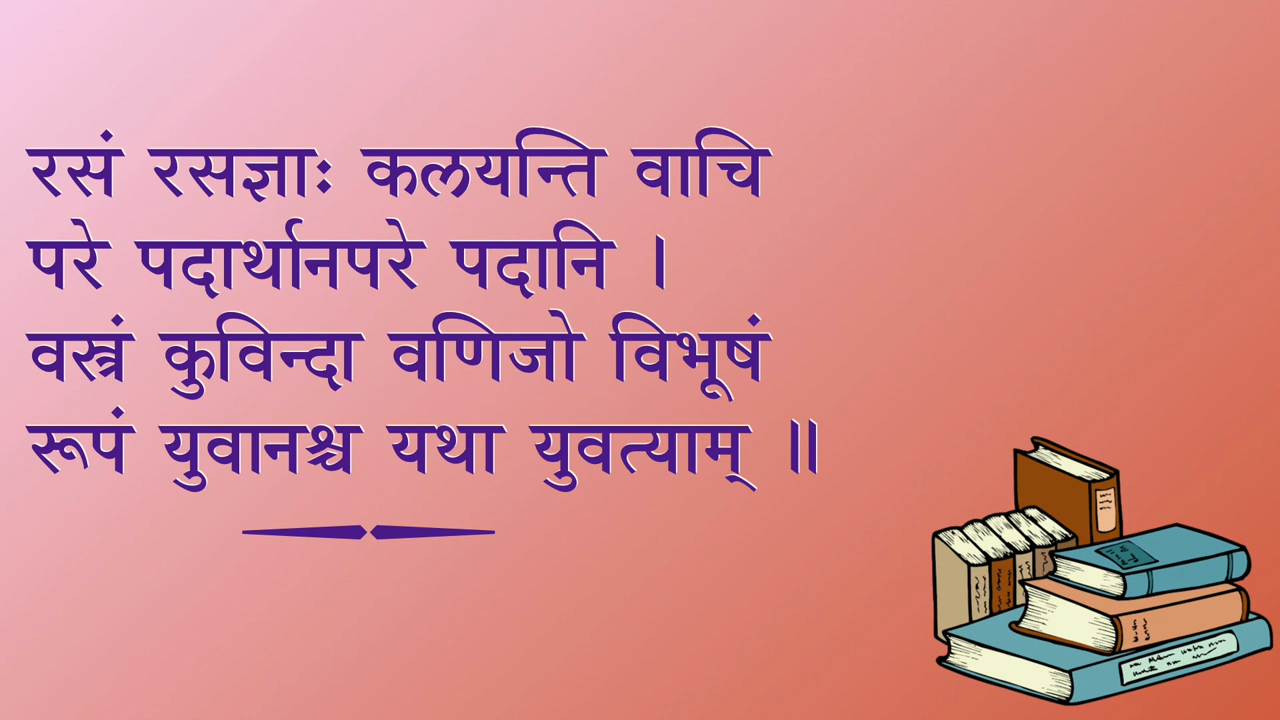 रसं रसज्ञाः कलयन्ति वाचि
परे पदार्थानपरे पदानि ।
वस्त्रं कुविन्दा वणिजो विभूषं
रूपं युवानश्च यथा युवत्याम् ॥